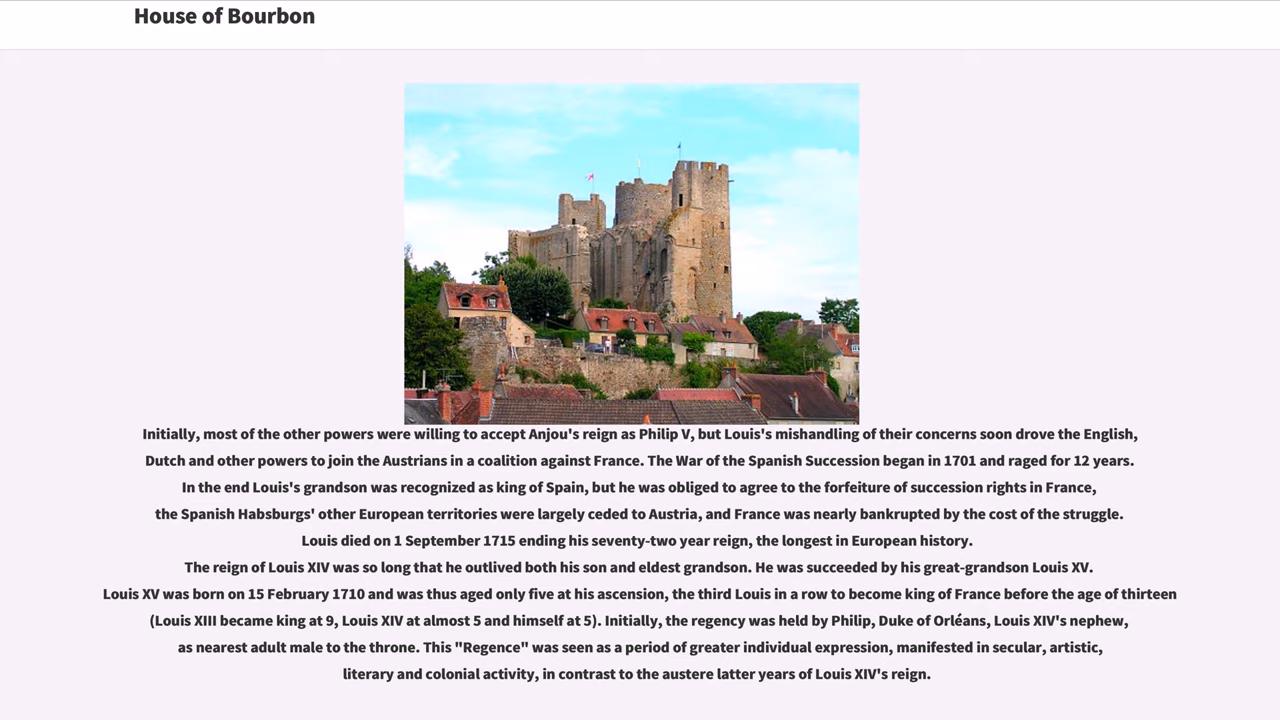 House of Bourbon
Initially, most of the other powers were willing to accept Anjou's reign as Philip V, but Louis's mishandling of their concerns soon drove the English,
Dutch and other powers to join the Austrians in a coalition against France. The War of the Spanish Succession began in 1701 and raged for 12 years.
In the end Louis's grandson was recognized as king of Spain, but he was obliged to agree to the forfeiture of succession rights in France,
the Spanish Habsburgs' other European territories were largely ceded to Austria, and France was nearly bankrupted by the cost of the struggle.
Louis died on 1 September 1715 ending his seventy-two year reign, the longest in European history.
The reign of Louis XIV was so long that he outlived both his son and eldest grandson. He was succeeded by his great-grandson Louis XV.
Louis XV was born on 15 February 1710 and was thus aged only five at his ascension, the third Louis in a row to become king of France before the age of thirteen
(Louis XIII became king at 9, Louis XIV at almost 5 and himself at 5). Initially, the regency was held by Philip, Duke of Orléans, Louis XIV's nephew,
as nearest adult male to the throne. This "Regence" was seen as a period of greater individual expression, manifested in secular, artistic,
literary and colonial activity, in contrast to the austere latter years of Louis XIV's reign.